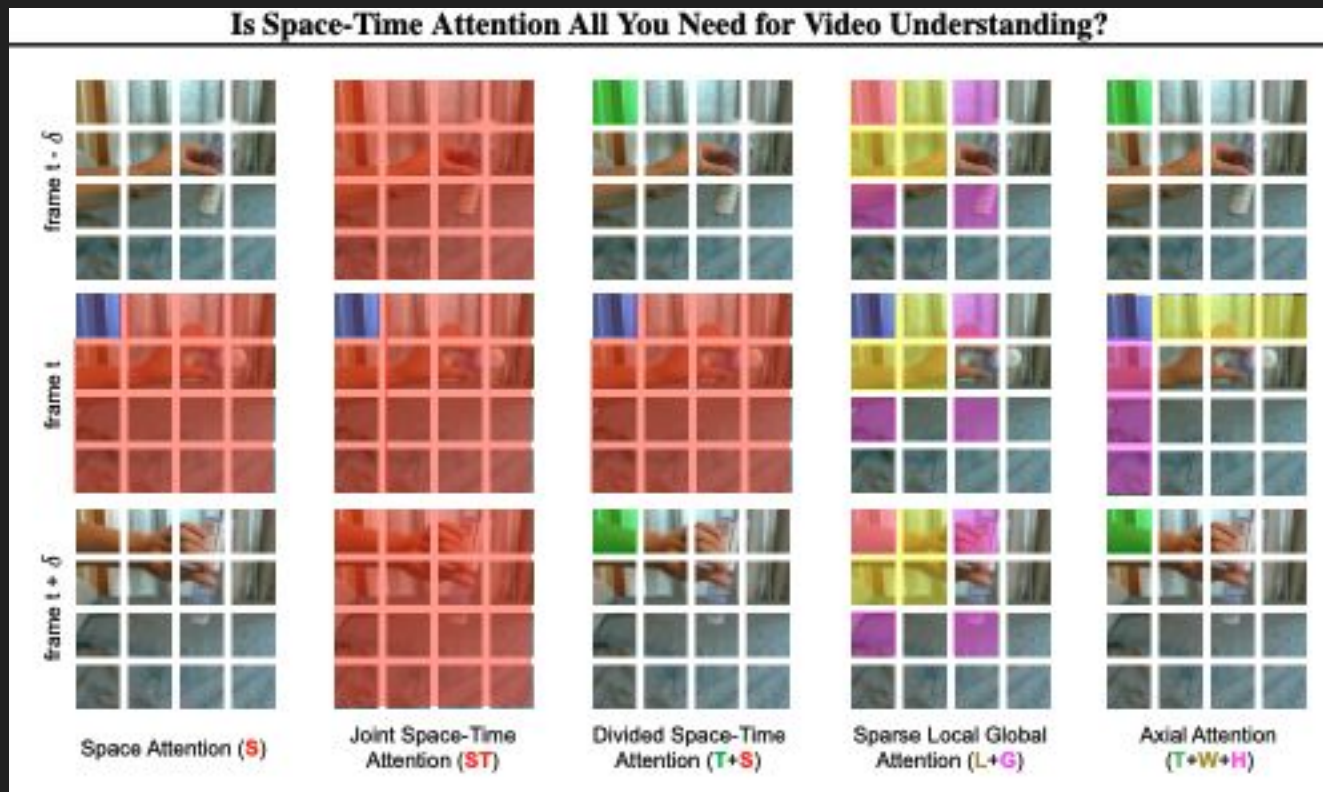 Is Space-Time Attention All You Need for Video Understanding?
frame t - δ
frame t
frame t + δ
Space Attention (S)
Joint Space-Time
Attention (ST)
Divided Space-Time
Attention (T+S)
Sparse Local Global
Attention (L+G)
Axial Attention
(T+W+H)